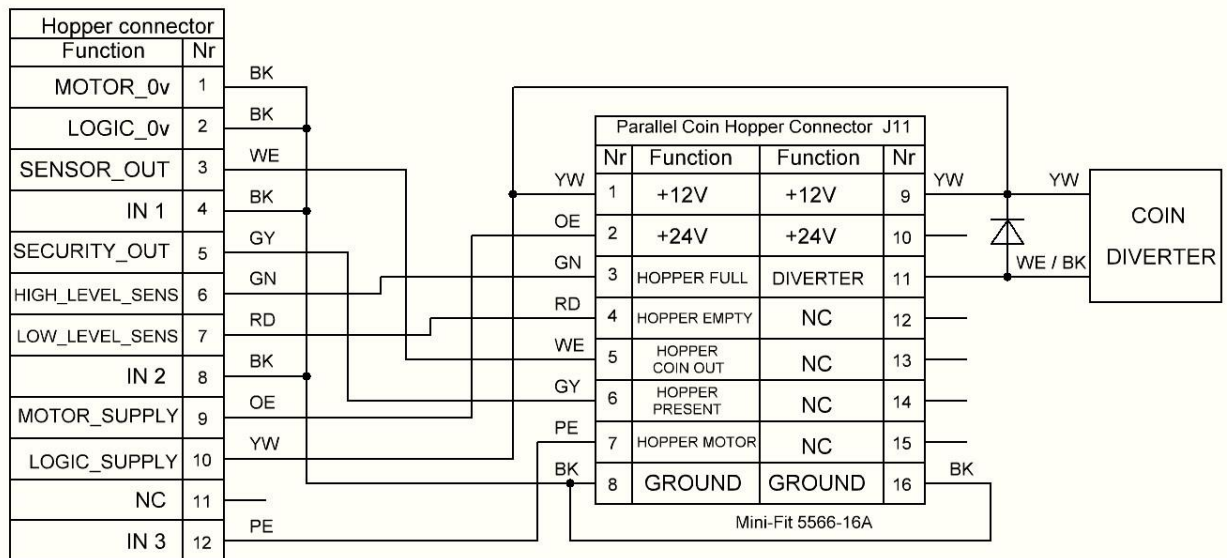 Hopper connector
Function Nr
MOTOR_0v 1 BK
LOGIC_0v 2 BK
SENSOR_OUT 3 WE
IN 1 4 BK
SECURITY_OUT 5 GY
HIGH_LEVEL_SENS 6 GN
LOW_LEVEL_SENS 7 RD
IN 2 8 BK
MOTOR_SUPPLY 9 OE
LOGIC_SUPPLY 10 YW
NC 11
IN 3 12 PE
Parallel Coin Hopper Connector J11
Nr Function Function Nr
YW 1 +12V +12V 9 YW YW
OE 2 +24V +24V 10
GN 3 HOPPER FULL DIVERTER 11 WE / BK
RD 4 HOPPER EMPTY NC 12
WE 5 HOPPER
COIN OUT NC 13
GY 6 HOPPER
PRESENT NC 14
PE 7 HOPPER MOTOR NC 15
BK 8 GROUND GROUND 16 BK
Mini-Fit 5566-16A
COIN
DIVERTER